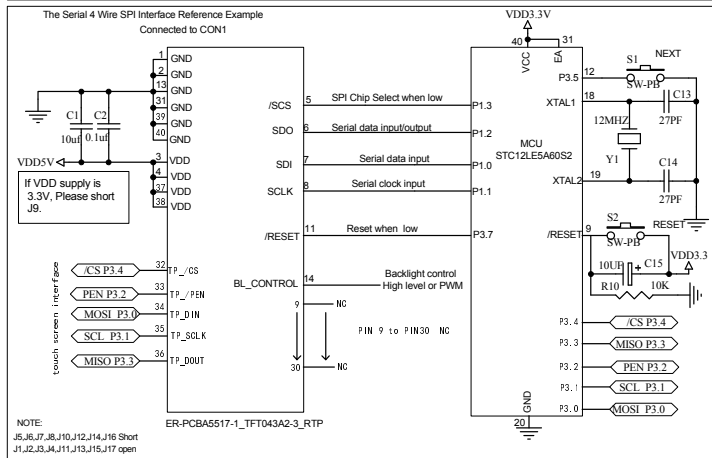 The Serial 4 Wire SPI Interface Reference Example
Connected to CON1
VDD3.3V
1 GND
2 GND
13 GND
31 GND
39 GND
40 GND
C1
10uf
C2
0.1uf
VDD5V
3 VDD
4 VDD
37 VDD
38 VDD
If VDD supply is
3.3V, Please short
J9.
/SCS 5 SPI Chip Select when low P1.3
SDO 6 Serial data input/output P1.2
SDI 7 Serial data input P1.0
SCLK 8 Serial clock input P1.1
/RESET 11 Reset when low P3.7
BL_CONTROL 14 Backlight control
High level or PWM
9 NC
PIN 9 to PIN30 NC
30 NC
touch screen interface
/CS P3.4 32 TP_/CS
PEN P3.2 33 TP_/PEN
MOSI P3.0 34 TP_DIN
SCL P3.1 35 TP_SCLK
MISO P3.3 36 TP_DOUT
ER-PCBA5517-1_TFT043A2-3_RTP
NOTE:
J5,J6,J7,J8,J10,J12,J14,J16 Short
J1,J2,J3,J4,J11,J13,J15,J17 open
40 31
VCC
EA
MCU
STC12LE5A60S2
P3.5 12
S1 NEXT
SW-PB
XTAL1 18
12MHZ
Y1
C13
27PF
XTAL2 19
C14
27PF
/RESET 9
S2 RESET
SW-PB
VDD3.3
10UF + C15
R10 10K
P3.4 /CS P3.4
P3.3 MISO P3.3
P3.2 PEN P3.2
P3.1 SCL P3.1
P3.0 MOSI P3.0
GND
20